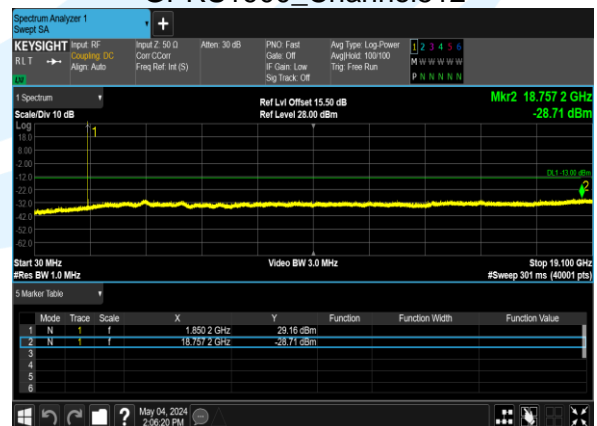 GPRS1900_Channel512
Spectrum Analyzer 1
Swept SA
+
KEYSIGHT Input: RF Input Z: 50 Ω Atten: 30 dB PNO: Fast Avg Type: Log-Power 1 2 3 4 5 6
RLT Coupling: DC Corr CCorr Gate: Off Avg|Hold: 100/100 M W W W W W
Align: Auto Freq Ref: Int (S) IF Gain: Low Trig: Free Run P N N N N N
Sig Track: Off
LNI
1 Spectrum Ref Lvl Offset 15.50 dB Mkr2 18.757 2 GHz
Scale/Div 10 dB Ref Level 28.00 dBm -28.71 dBm
Log
18.0
8.00
-2.00
-12.0
-22.0
-32.0
-42.0
-52.0
-62.0
1
DL1 -13.00 dBm
2
Start 30 MHz Video BW 3.0 MHz Stop 19.100 GHz
#Res BW 1.0 MHz #Sweep 301 ms (40001 pts)
5 Marker Table
Mode Trace Scale X Y Function Function Width Function Value
1 N 1 f 1.850 2 GHz 29.16 dBm
2 N 1 f 18.757 2 GHz -28.71 dBm
3
4
5
6
? May 04, 2024
2:06:20 PM